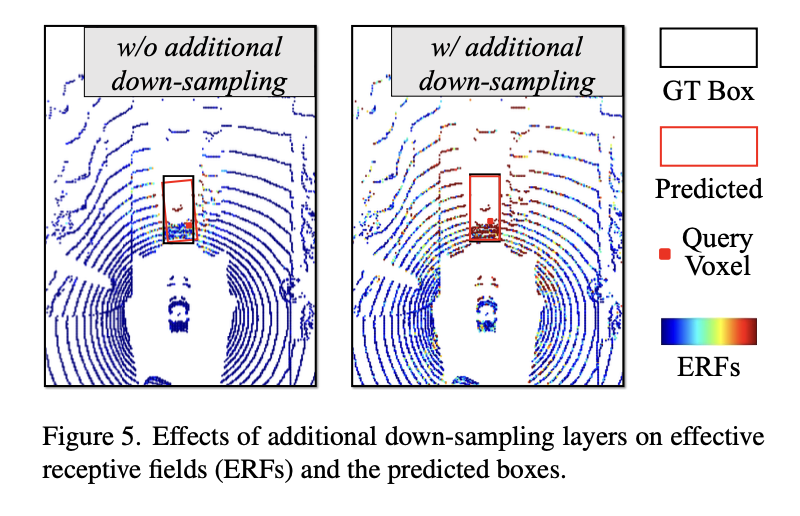 w/o additional
down-sampling
w/ additional
down-sampling
GT Box
Predicted
Query
Voxel
ERFs
Figure 5. Effects of additional down-sampling layers on effective
receptive fields (ERFs) and the predicted boxes.